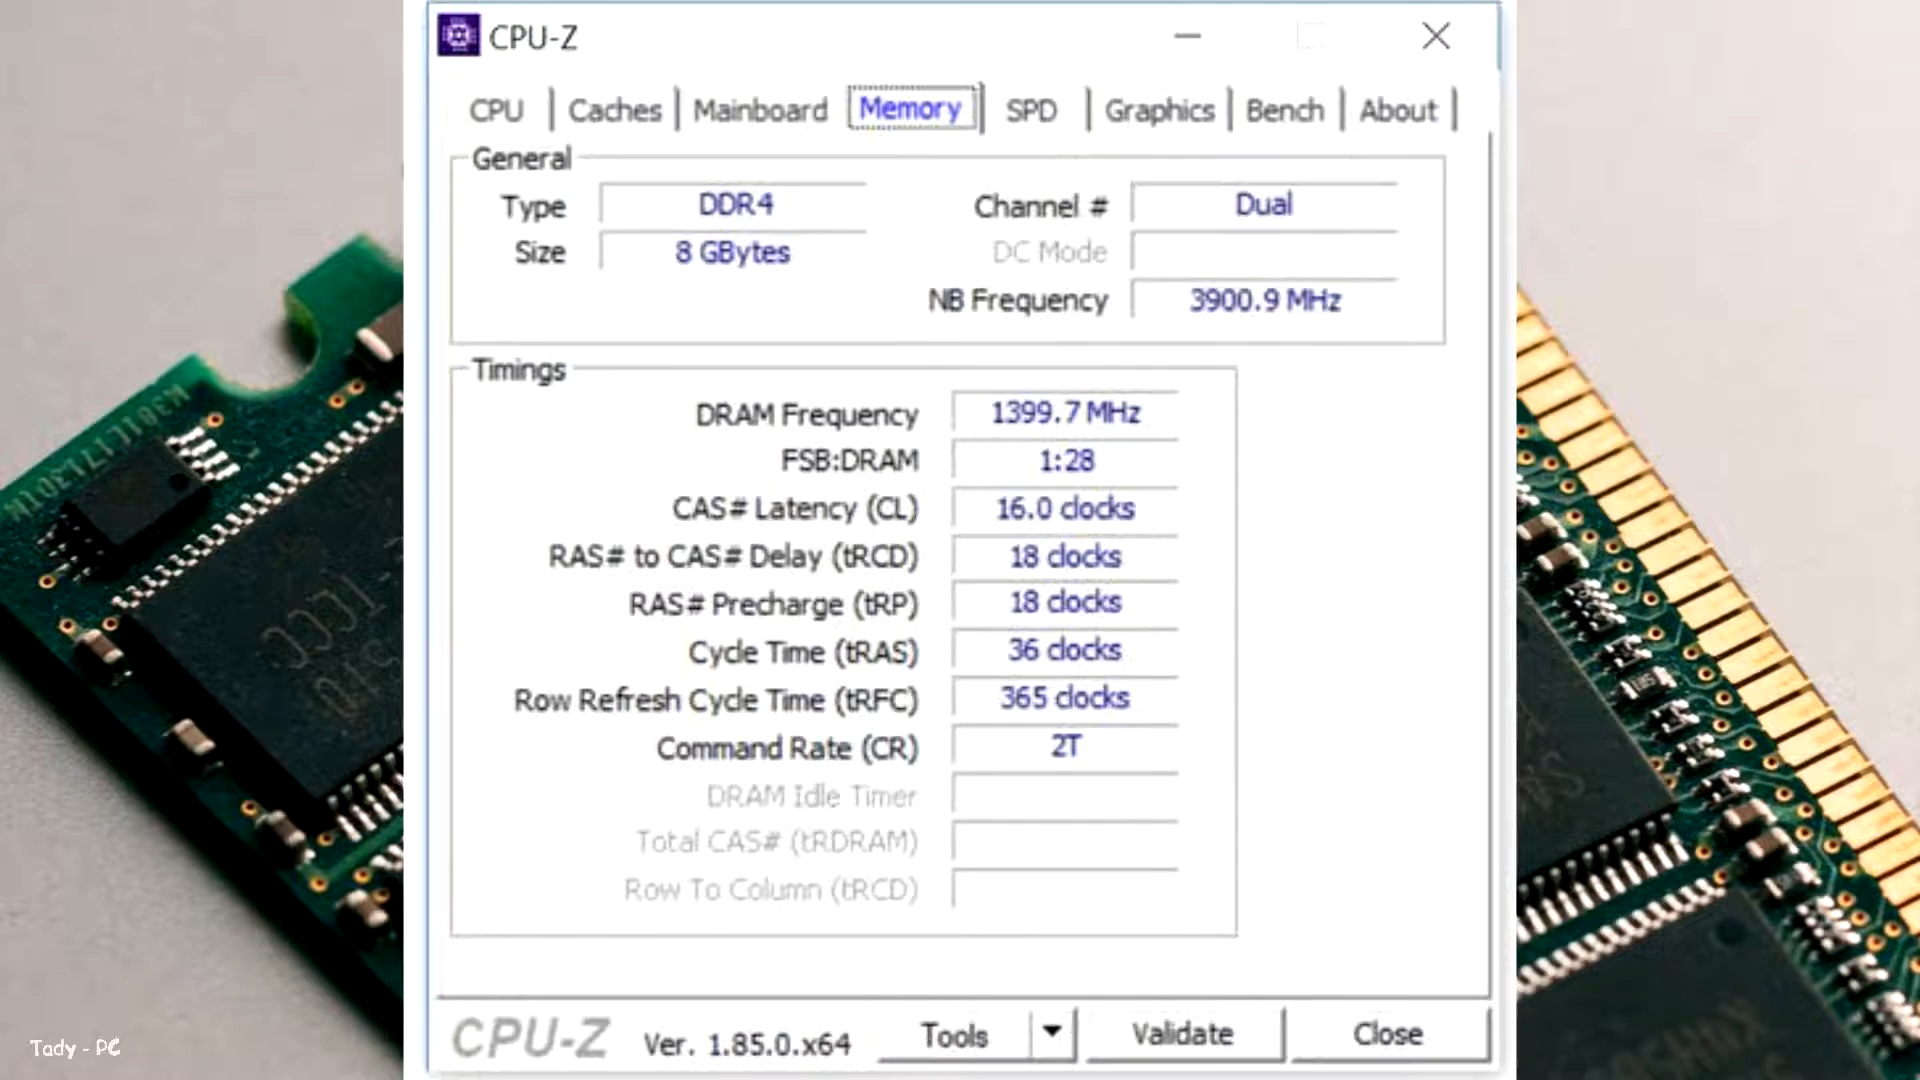 CPU-Z
CPU Caches Mainboard Memory SPD Graphics Bench About
General
Type DDR4 Channel # Dual
Size 8 GBytes DC Mode
NB Frequency 3900.9 MHz
Timings
DRAM Frequency 1399.7 MHz
FSB:DRAM 1:28
CAS# Latency (CL) 16.0 clocks
RAS# to CAS# Delay (tRCD) 18 clocks
RAS# Precharge (tRP) 18 clocks
Cycle Time (tRAS) 36 clocks
Row Refresh Cycle Time (tRFC) 365 clocks
Command Rate (CR) 2T
DRAM Idle Timer
Total CAS# (tRDRAM)
Row To Column (tRCD)
CPU-Z Ver. 1.85.0.x64 Tools Validate Close
Tady - PC